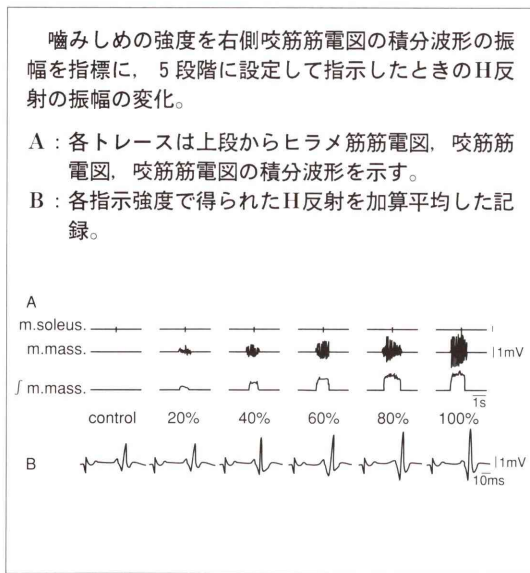 嚙みしめの強度を右側咬筋筋電図の積分波形の振
幅を指標に，5段階に設定して指示したときのH反
射の振幅の変化。
A：各トレースは上段からヒラメ筋筋電図，咬筋筋
電図，咬筋筋電図の積分波形を示す。
B：各指示強度で得られたH反射を加算平均した記
録。
A
m.soleus.
m.mass.
1mV
∫ m.mass.
1s
control 20% 40% 60% 80% 100%
B
1mV
10ms